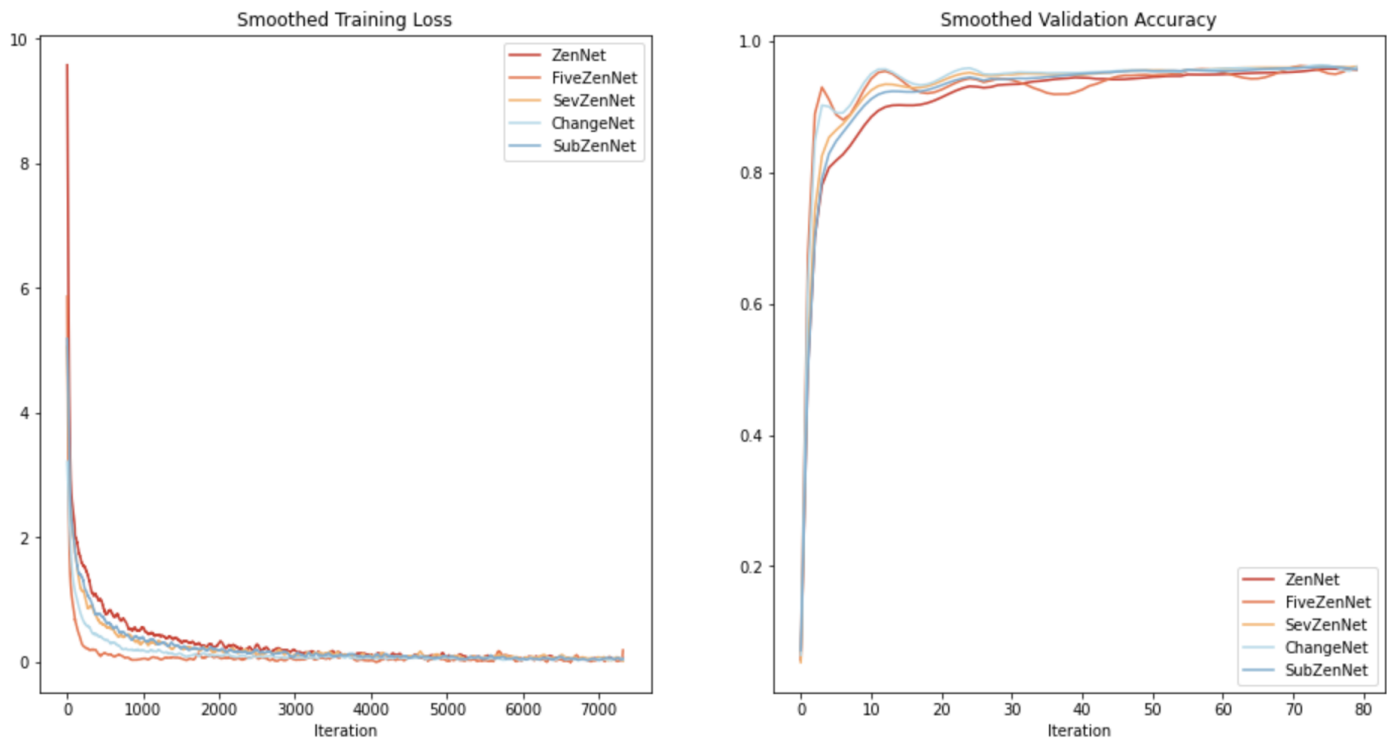 Smoothed Training Loss
10
8
6
4
2
0
0 1000 2000 3000 4000 5000 6000 7000
Iteration
ZenNet
FiveZenNet
SevZenNet
ChangeNet
SubZenNet
Smoothed Validation Accuracy
1.0
0.8
0.6
0.4
0.2
0 10 20 30 40 50 60 70 80
Iteration
ZenNet
FiveZenNet
SevZenNet
ChangeNet
SubZenNet